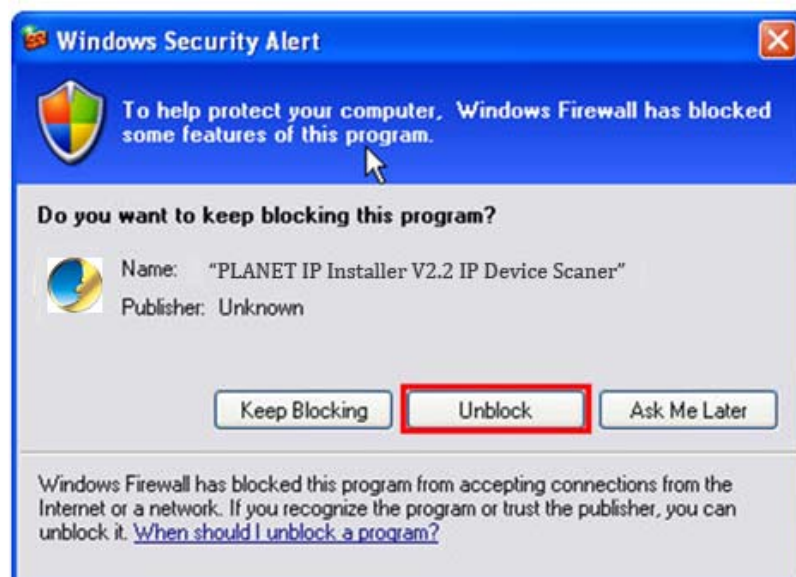 Windows Security Alert
To help protect your computer, Windows Firewall has blocked
some features of this program.
Do you want to keep blocking this program?
Name: “PLANET IP Installer V2.2 IP Device Scaner”
Publisher: Unknown
Keep Blocking Unblock Ask Me Later
Windows Firewall has blocked this program from accepting connections from the
Internet or a network. If you recognize the program or trust the publisher, you can
unblock it. When should I unblock a program?